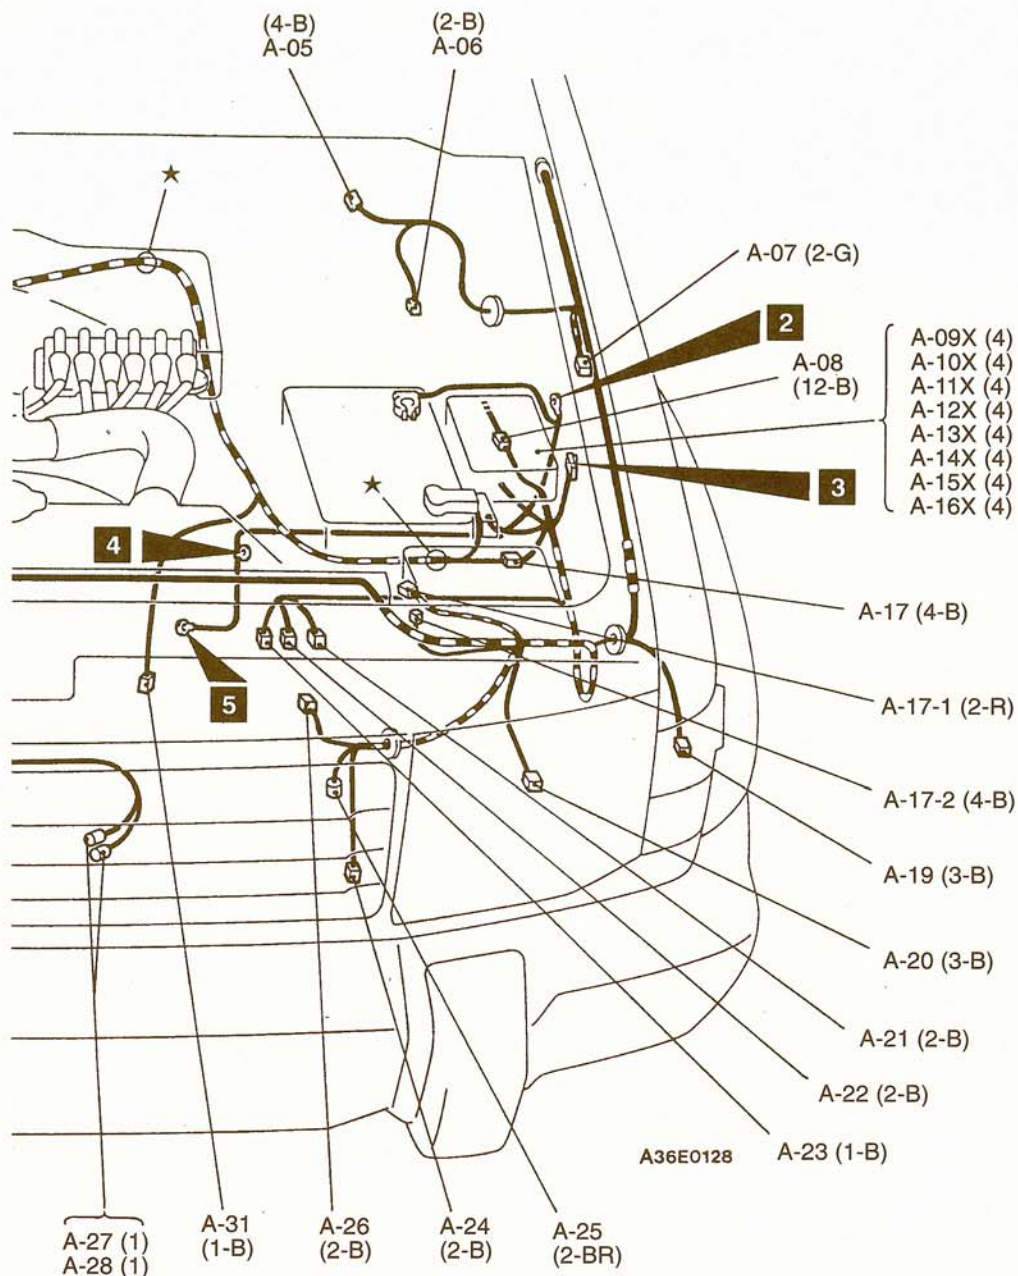 (4-B)
A-05
(2-B)
A-06
A-07 (2-G)
2
A-08
(12-B)
A-09X (4)
A-10X (4)
A-11X (4)
A-12X (4)
A-13X (4)
A-14X (4)
A-15X (4)
A-16X (4)
3
4
A-17 (4-B)
5
A-17-1 (2-R)
A-17-2 (4-B)
A-19 (3-B)
A-20 (3-B)
A-21 (2-B)
A-22 (2-B)
A36E0128
A-23 (1-B)
A-27 (1)
A-28 (1)
A-31
(1-B)
A-26
(2-B)
A-24
(2-B)
A-25
(2-BR)